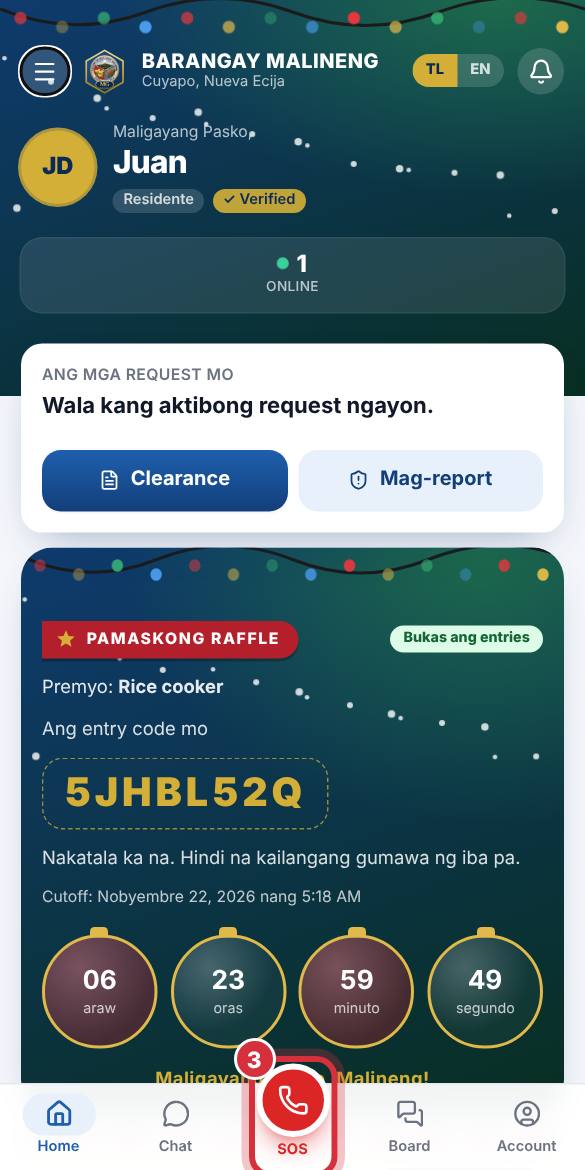 BARANGAY MALINENG
Cuyapo, Nueva Ecija
TL EN
JD
Maligayang Pasko,
Juan
Residente
✓ Verified
1
ONLINE
ANG MGA REQUEST MO
Wala kang aktibong request ngayon.
Clearance
Mag-report
PAMASKONG RAFFLE
Bukas ang entries
Premyo: Rice cooker
Ang entry code mo
5JHBL52Q
Nakatala ka na. Hindi na kailangang gumawa ng iba pa.
Cutoff: Nobyembre 22, 2026 nang 5:18 AM
06 23 59 49
araw oras minuto segundo
3
Malineng!
Home Chat SOS Board Account